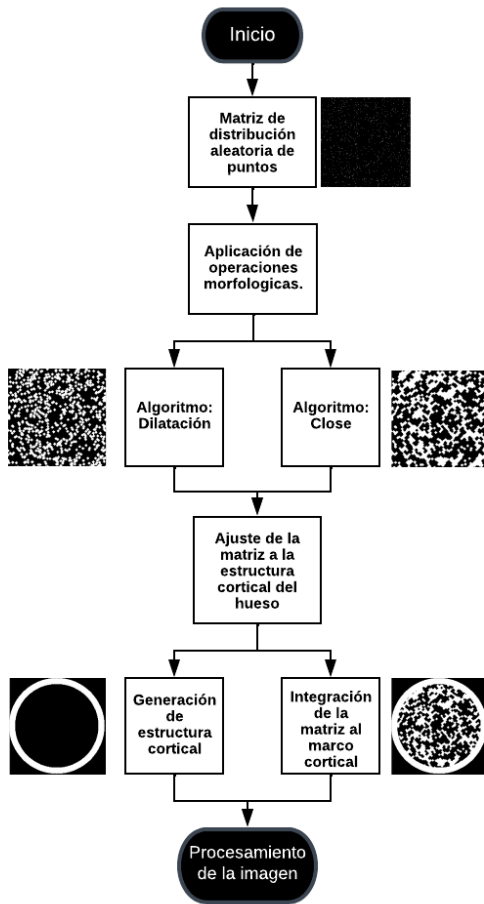 Inicio
Matriz de
distribución
aleatoria de
puntos
Aplicación de
operaciones
morfologicas.
Algoritmo:
Dilatación
Algoritmo:
Close
Ajuste de la
matriz a la
estructura
cortical del
hueso
Generación
de
estructura
cortical
Integración
de la
matriz al
marco
cortical
Procesamiento
de la imagen